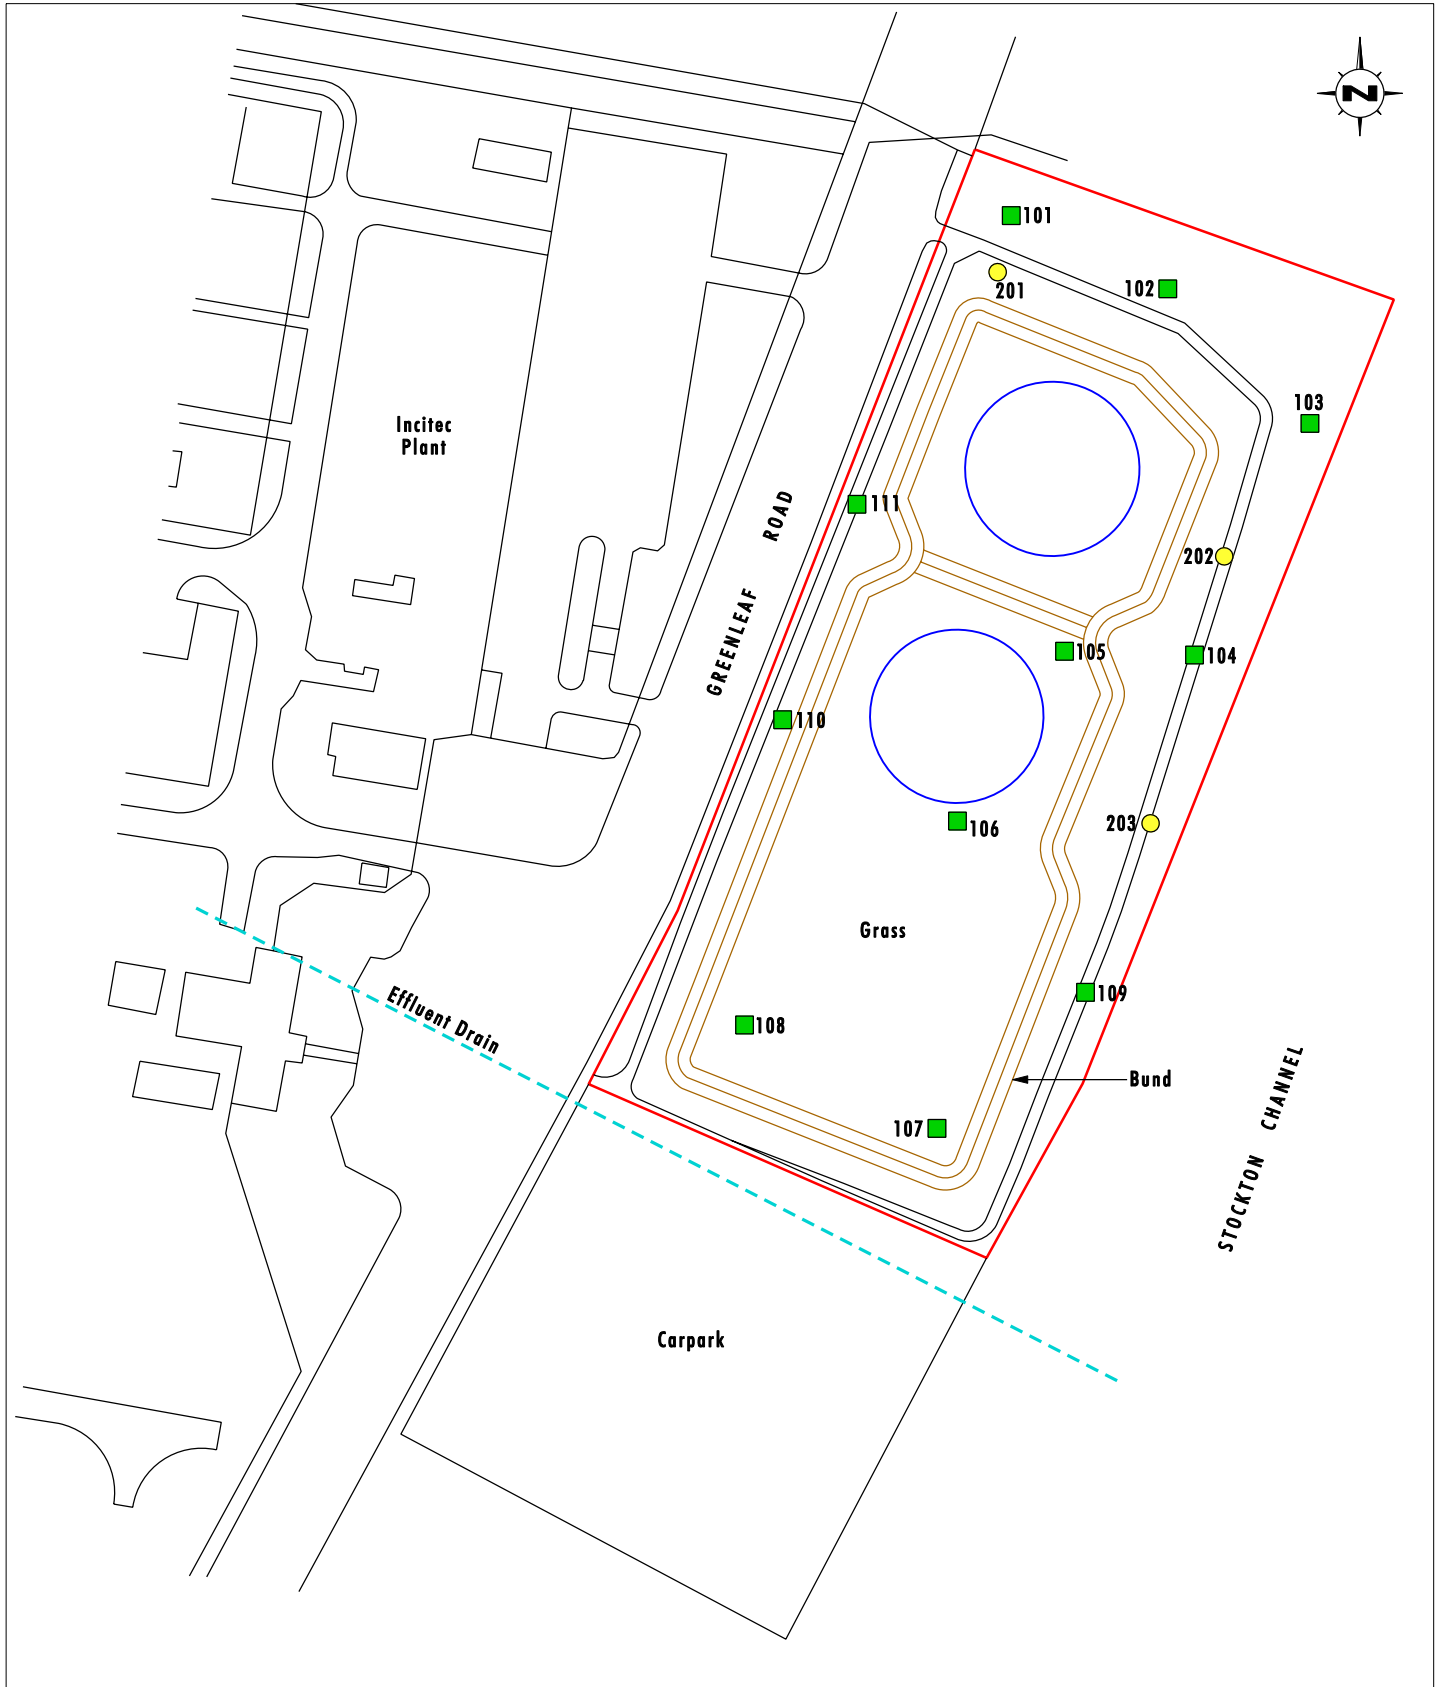 N
101
201
102
103
Incitec
Plant
111
ROAD
202
GREENLEAF
105
104
110
203
106
Grass
Effluent Drain
109
108
Bund
107
STOCKTON CHANNEL
Carpark